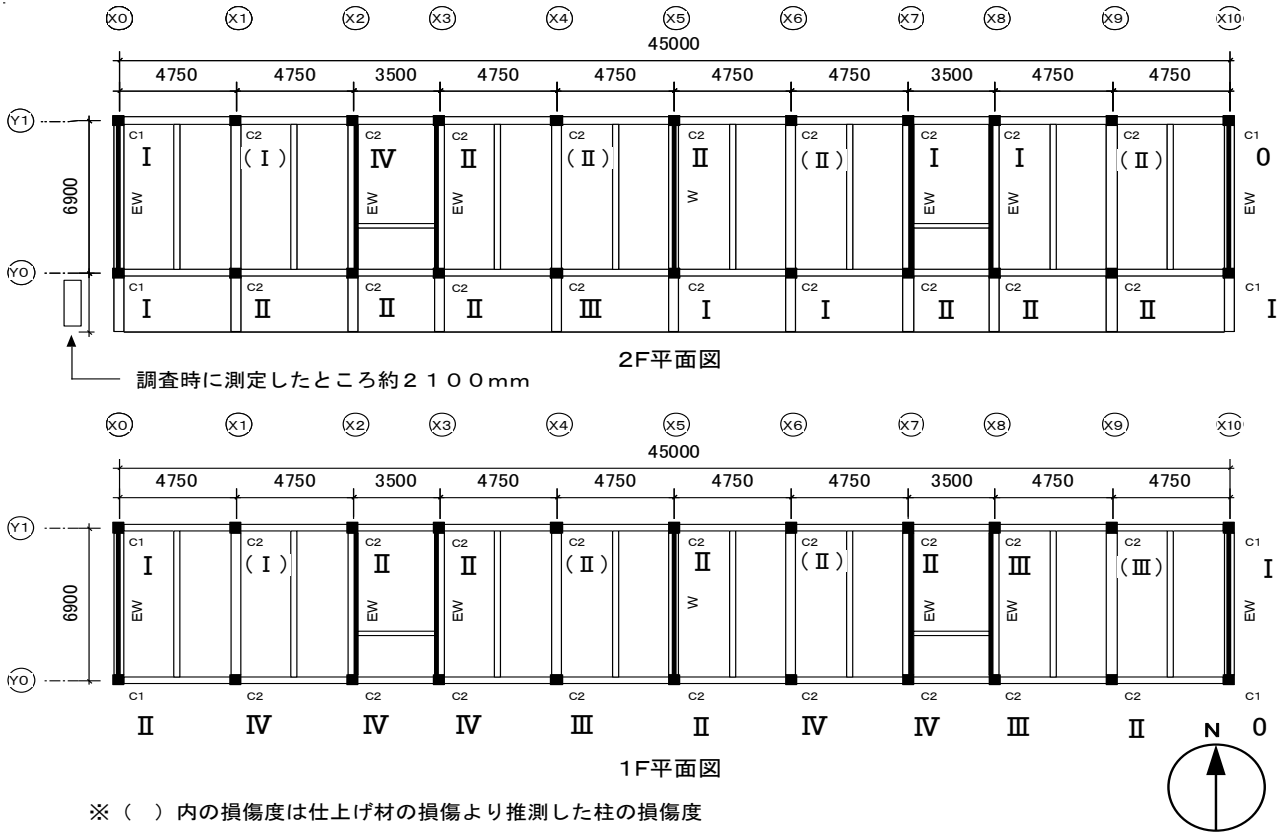 X0 X1 X2 X3 X4 X5 X6 X7 X8 X9 X10
45000
4750 4750 3500 4750 4750 4750 4750 3500 4750 4750
Y1
C1 C2 C2 C2 C2 C2 C2 C2 C2 C2 C1
Ⅰ (Ⅰ) Ⅳ Ⅱ (Ⅱ) Ⅱ (Ⅱ) Ⅰ Ⅰ (Ⅱ) 0
6900
EW EW EW W EW EW EW
Y0
C1 C2 C2 C2 C2 C2 C2 C2 C2 C2 C1
Ⅰ Ⅱ Ⅱ Ⅱ Ⅲ Ⅰ Ⅰ Ⅱ Ⅱ Ⅱ Ⅰ
2F平面図
調査時に測定したところ約2100mm
X0 X1 X2 X3 X4 X5 X6 X7 X8 X9 X10
45000
4750 4750 3500 4750 4750 4750 4750 3500 4750 4750
Y1
C1 C2 C2 C2 C2 C2 C2 C2 C2 C2 C1
Ⅰ (Ⅰ) Ⅱ Ⅱ (Ⅱ) Ⅱ (Ⅱ) Ⅱ Ⅲ (Ⅲ) Ⅰ
6900
EW EW EW W EW EW EW
Y0
C1 C2 C2 C2 C2 C2 C2 C2 C2 C2 C1
Ⅱ Ⅳ Ⅳ Ⅳ Ⅲ Ⅱ Ⅳ Ⅳ Ⅲ Ⅱ 0
N
1F平面図
※( )内の損傷度は仕上げ材の損傷より推測した柱の損傷度